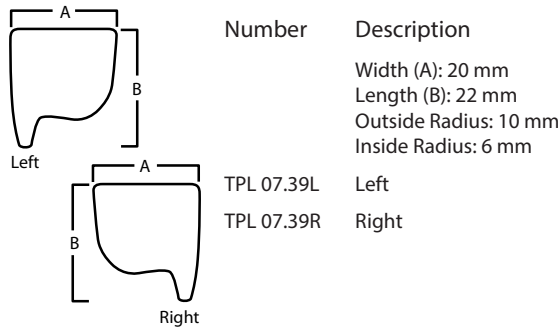 A
B
Left
A
B
Right
Number Description
Width (A): 20 mm
Length (B): 22 mm
Outside Radius: 10 mm
Inside Radius: 6 mm
TPL 07.39L Left
TPL 07.39R Right